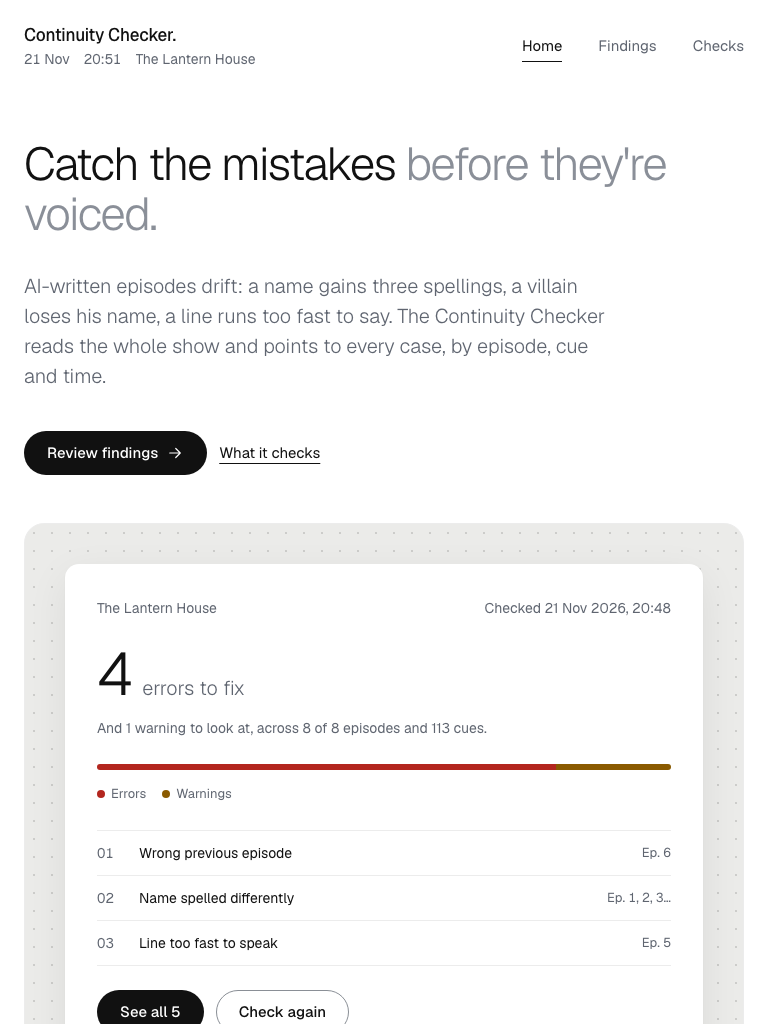 Continuity Checker.
21 Nov 20:51 The Lantern House
Home Findings Checks
Catch the mistakes before they're
voiced.
AI-written episodes drift: a name gains three spellings, a villain
loses his name, a line runs too fast to say. The Continuity Checker
reads the whole show and points to every case, by episode, cue
and time.
Review findings → What it checks
The Lantern House Checked 21 Nov 2026, 20:48
4 errors to fix
And 1 warning to look at, across 8 of 8 episodes and 113 cues.
Errors Warnings
01 Wrong previous episode Ep. 6
02 Name spelled differently Ep. 1, 2, 3…
03 Line too fast to speak Ep. 5
See all 5 Check again